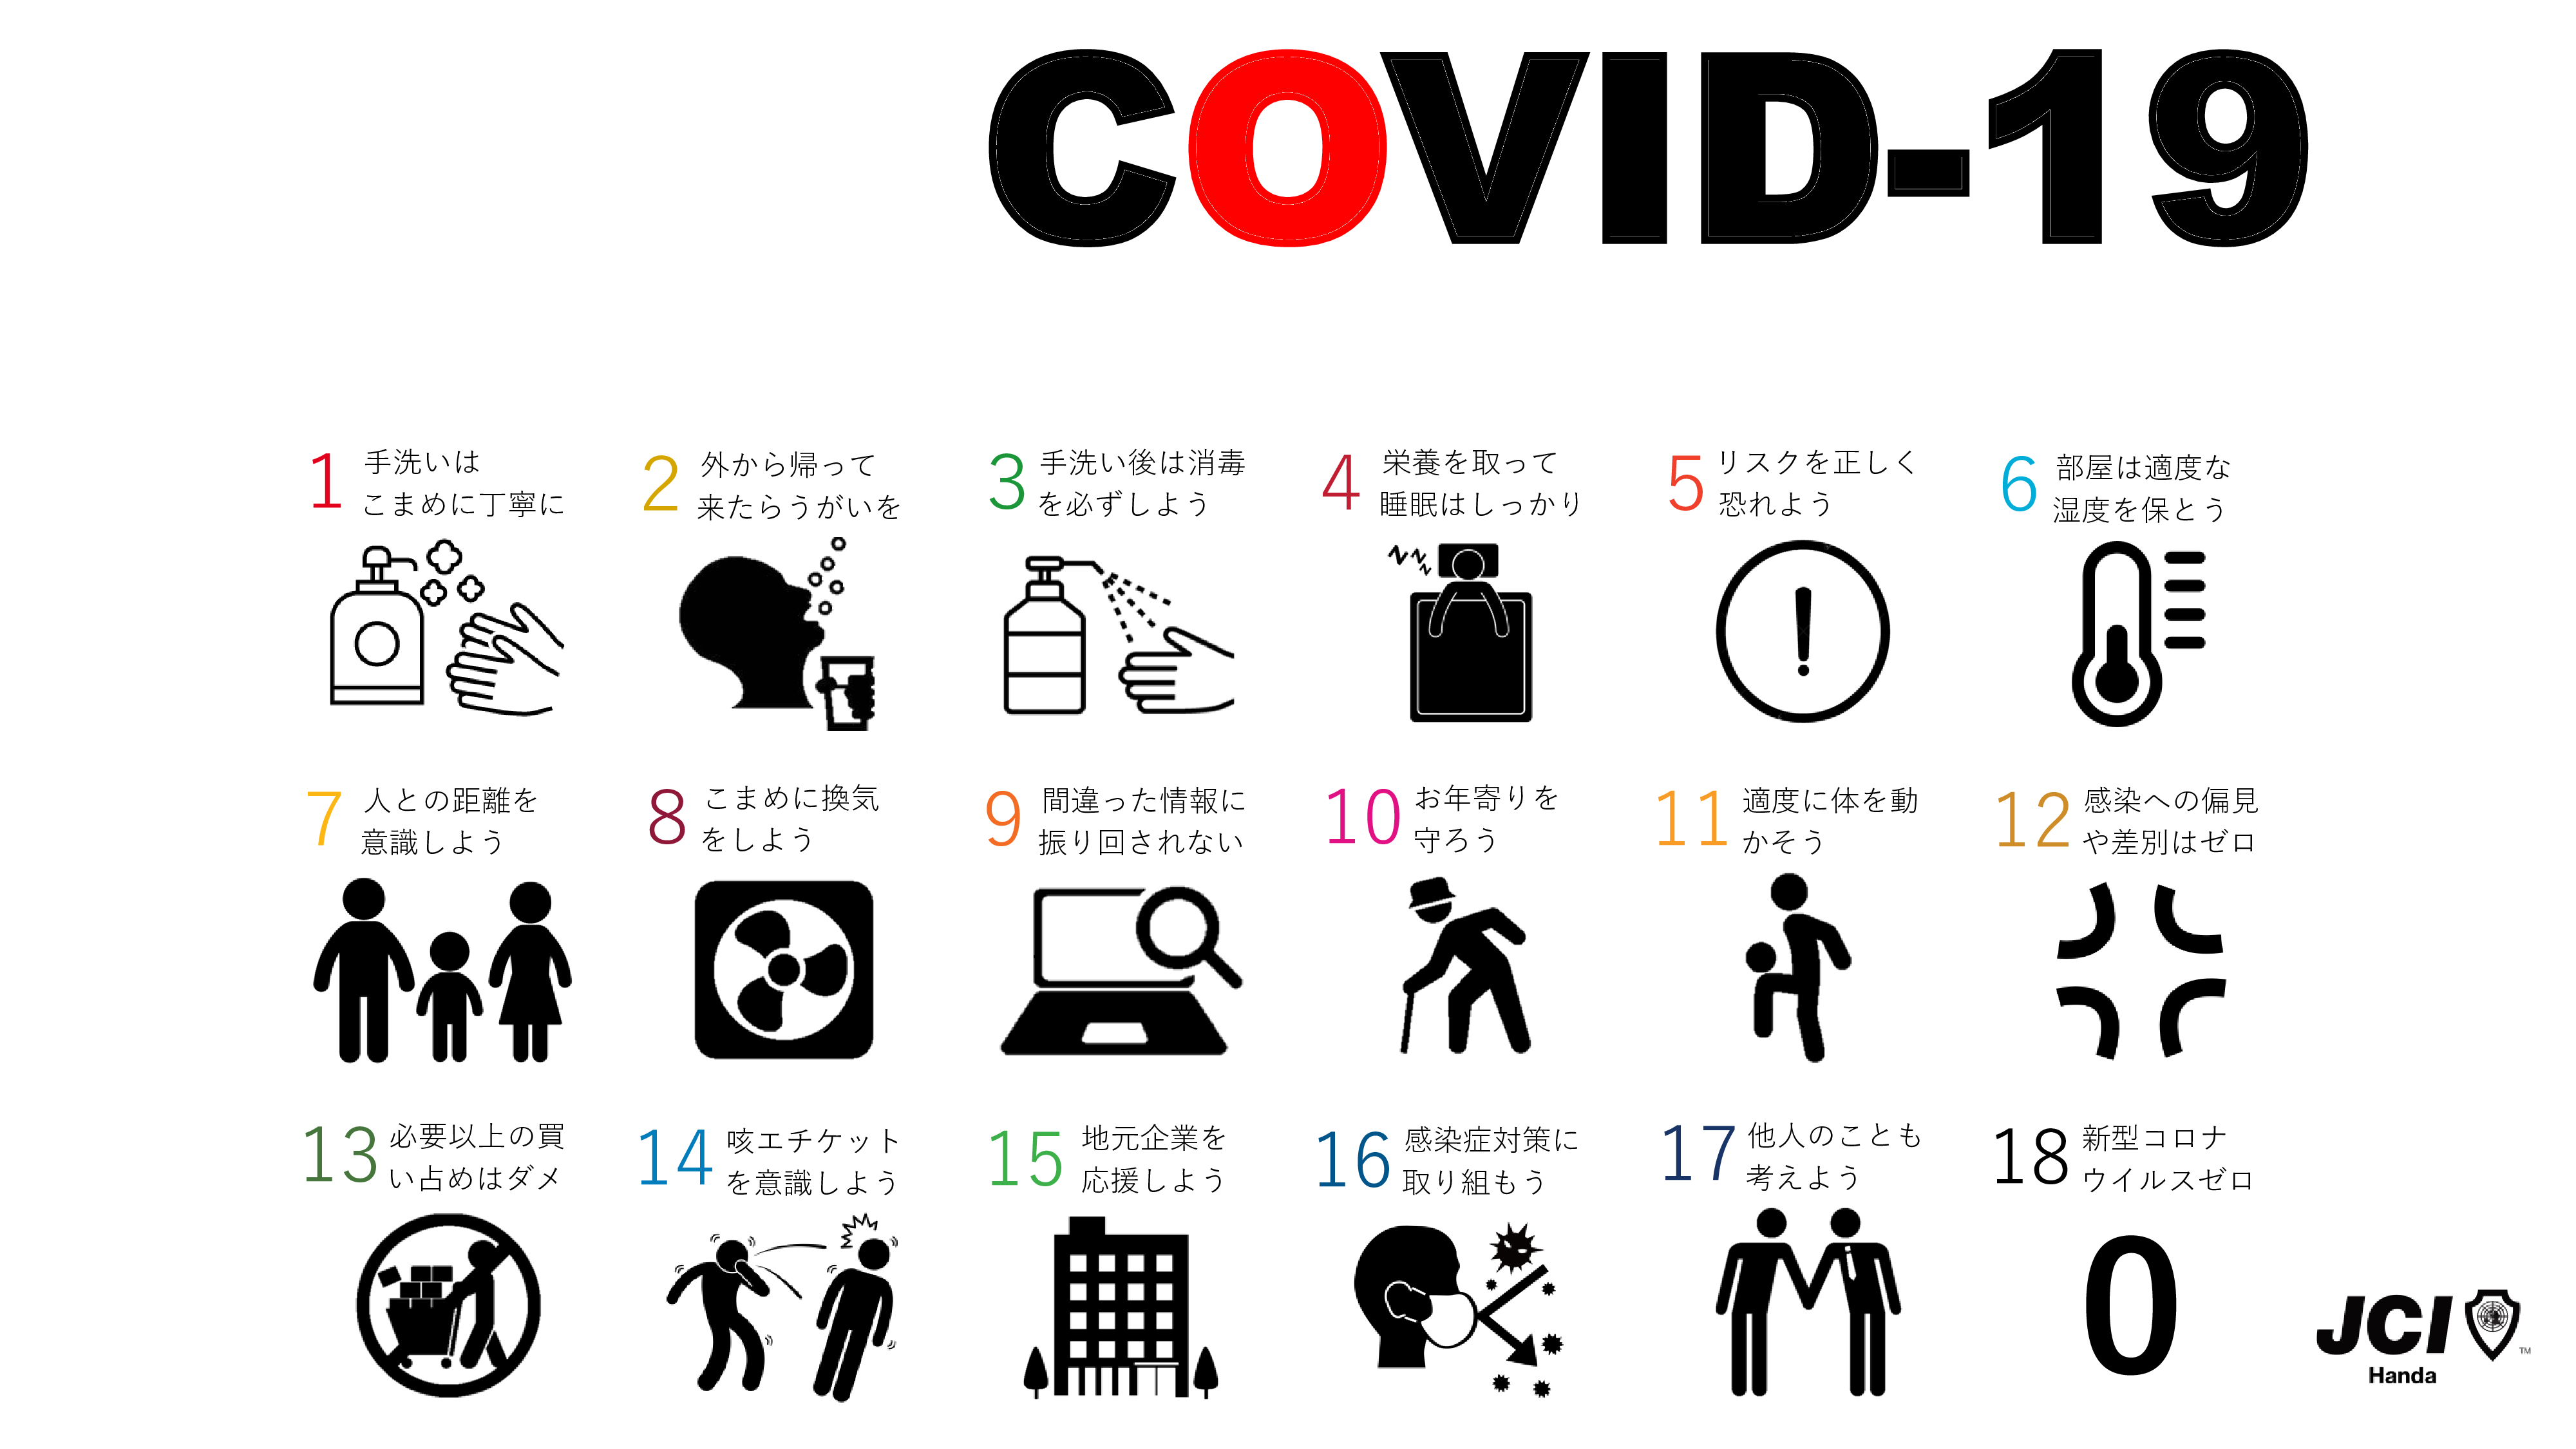 COVID-19
1 手洗いは
こまめに丁寧に
2 外から帰って
来たらうがいを
3 手洗い後は消毒
を必ずしよう
4 栄養を取って
睡眠はしっかり
5 リスクを正しく
恐れよう
6 部屋は適度な
湿度を保とう
7 人との距離を
意識しよう
8 こまめに換気
をしよう
9 間違った情報に
振り回されない
10 お年寄りを
守ろう
11 適度に体を動
かそう
12 感染への偏見
や差別はゼロ
13 必要以上の買
い占めはダメ
14 咳エチケット
を意識しよう
15 地元企業を
応援しよう
16 感染症対策に
取り組もう
17 他人のことも
考えよう
18 新型コロナ
ウイルスゼロ
zzz
0
JCI TM
Handa